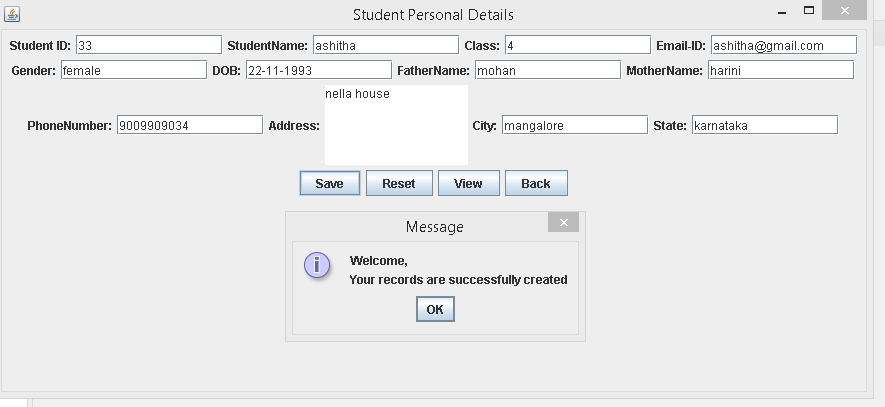 Student Personal Details
Student ID: 33 StudentName: ashitha Class: 4 Email-ID: ashitha@gmail.com
Gender: female DOB: 22-11-1993 FatherName: mohan MotherName: harini
nella house
PhoneNumber: 9009909034 Address: City: mangalore State: karnataka
Save Reset View Back
Message
Welcome,
Your records are successfully created
OK